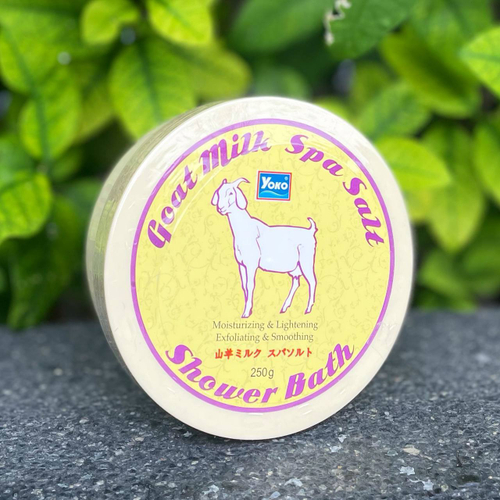 Goat Milk Spa Salt
YOKO®
Moisturizing & Lightening
Exfoliating & Smoothing
山羊ミルク スパソルト
250g
Shower Bath